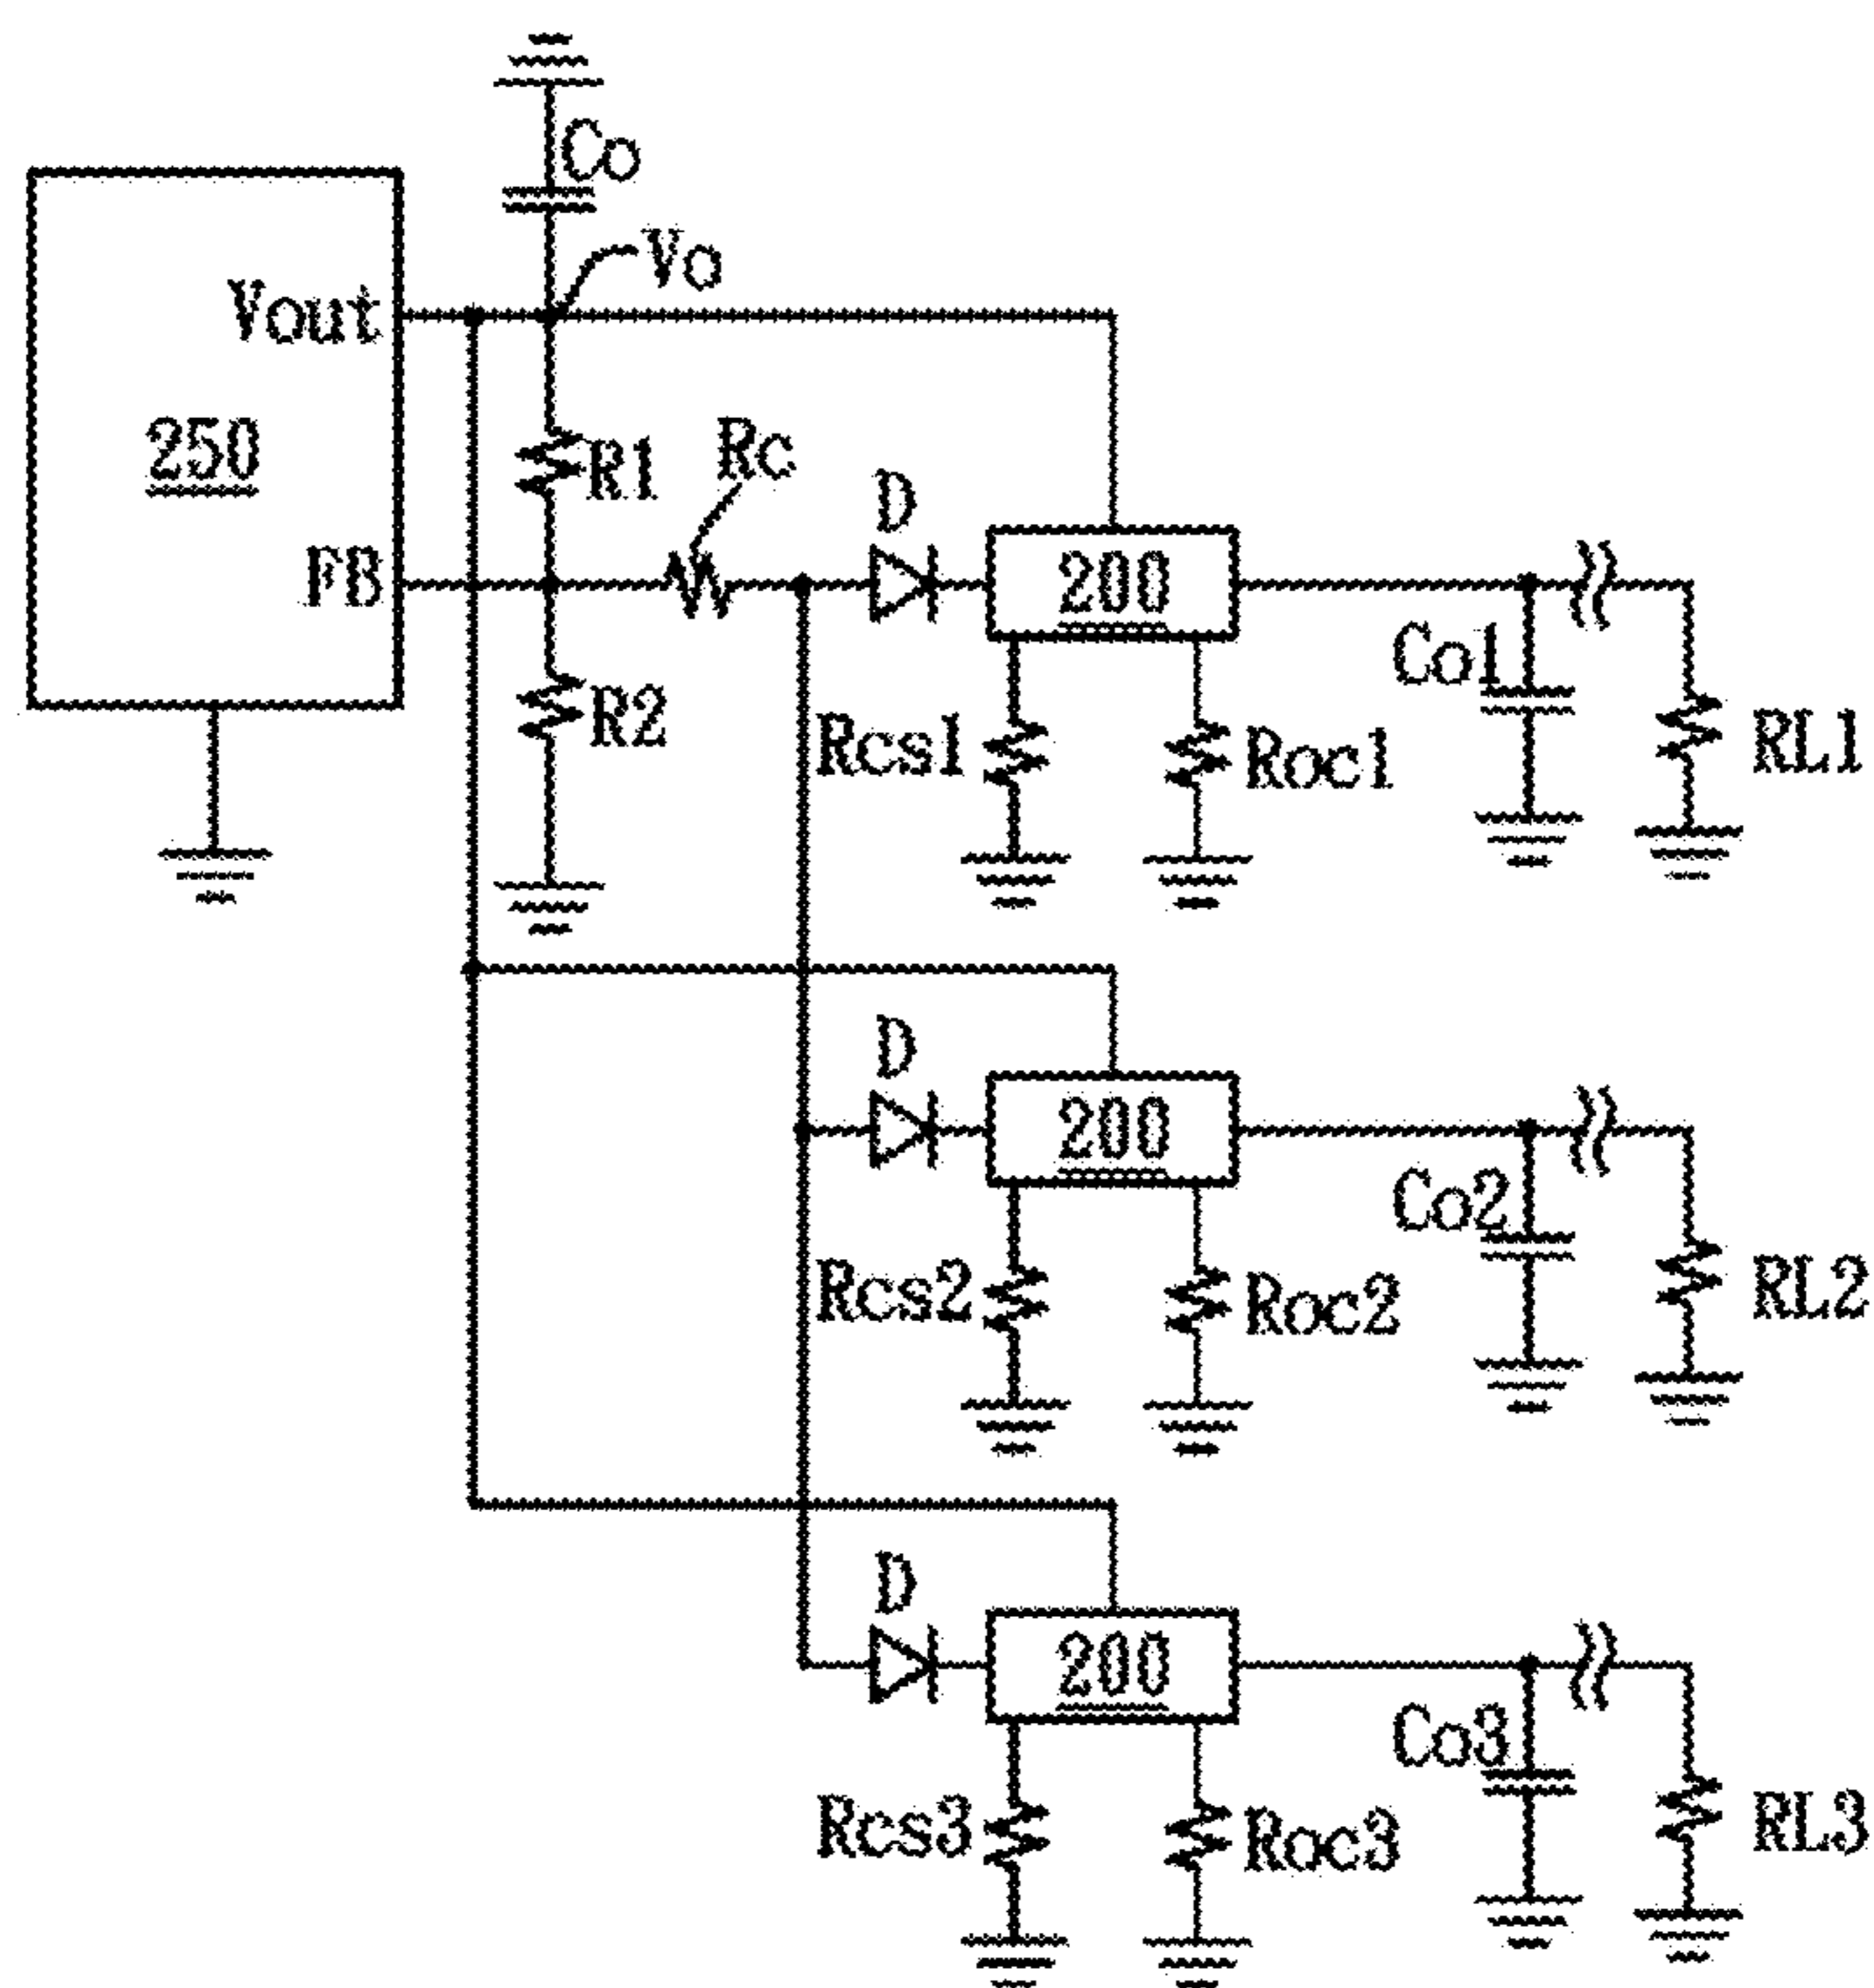 Co
Vo
Vout
250
R1
Rc
D
FB
200
R2
Rcs1
Roc1
Co1
RL1
D
200
Rcs2
Roc2
Co2
RL2
D
200
Rcs3
Roc3
Co3
RL3